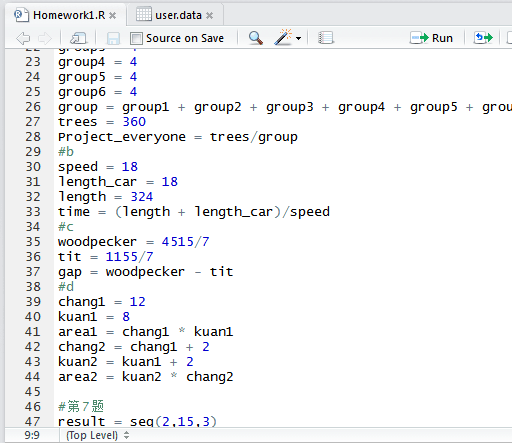 Homework1.R
user.data
Source on Save
Run
23 group4 = 4
24 group5 = 4
25 group6 = 4
26 group = group1 + group2 + group3 + group4 + group5 + grou
27 trees = 360
28 Project_everyone = trees/group
29 #b
30 speed = 18
31 length_car = 18
32 length = 324
33 time = (length + length_car)/speed
34 #c
35 woodpecker = 4515/7
36 tit = 1155/7
37 gap = woodpecker - tit
38 #d
39 chang1 = 12
40 kuan1 = 8
41 area1 = chang1 * kuan1
42 chang2 = chang1 + 2
43 kuan2 = kuan1 + 2
44 area2 = kuan2 * chang2
45
46 #第7题
47 result = seq(2,15,3)
9:9 (Top Level)